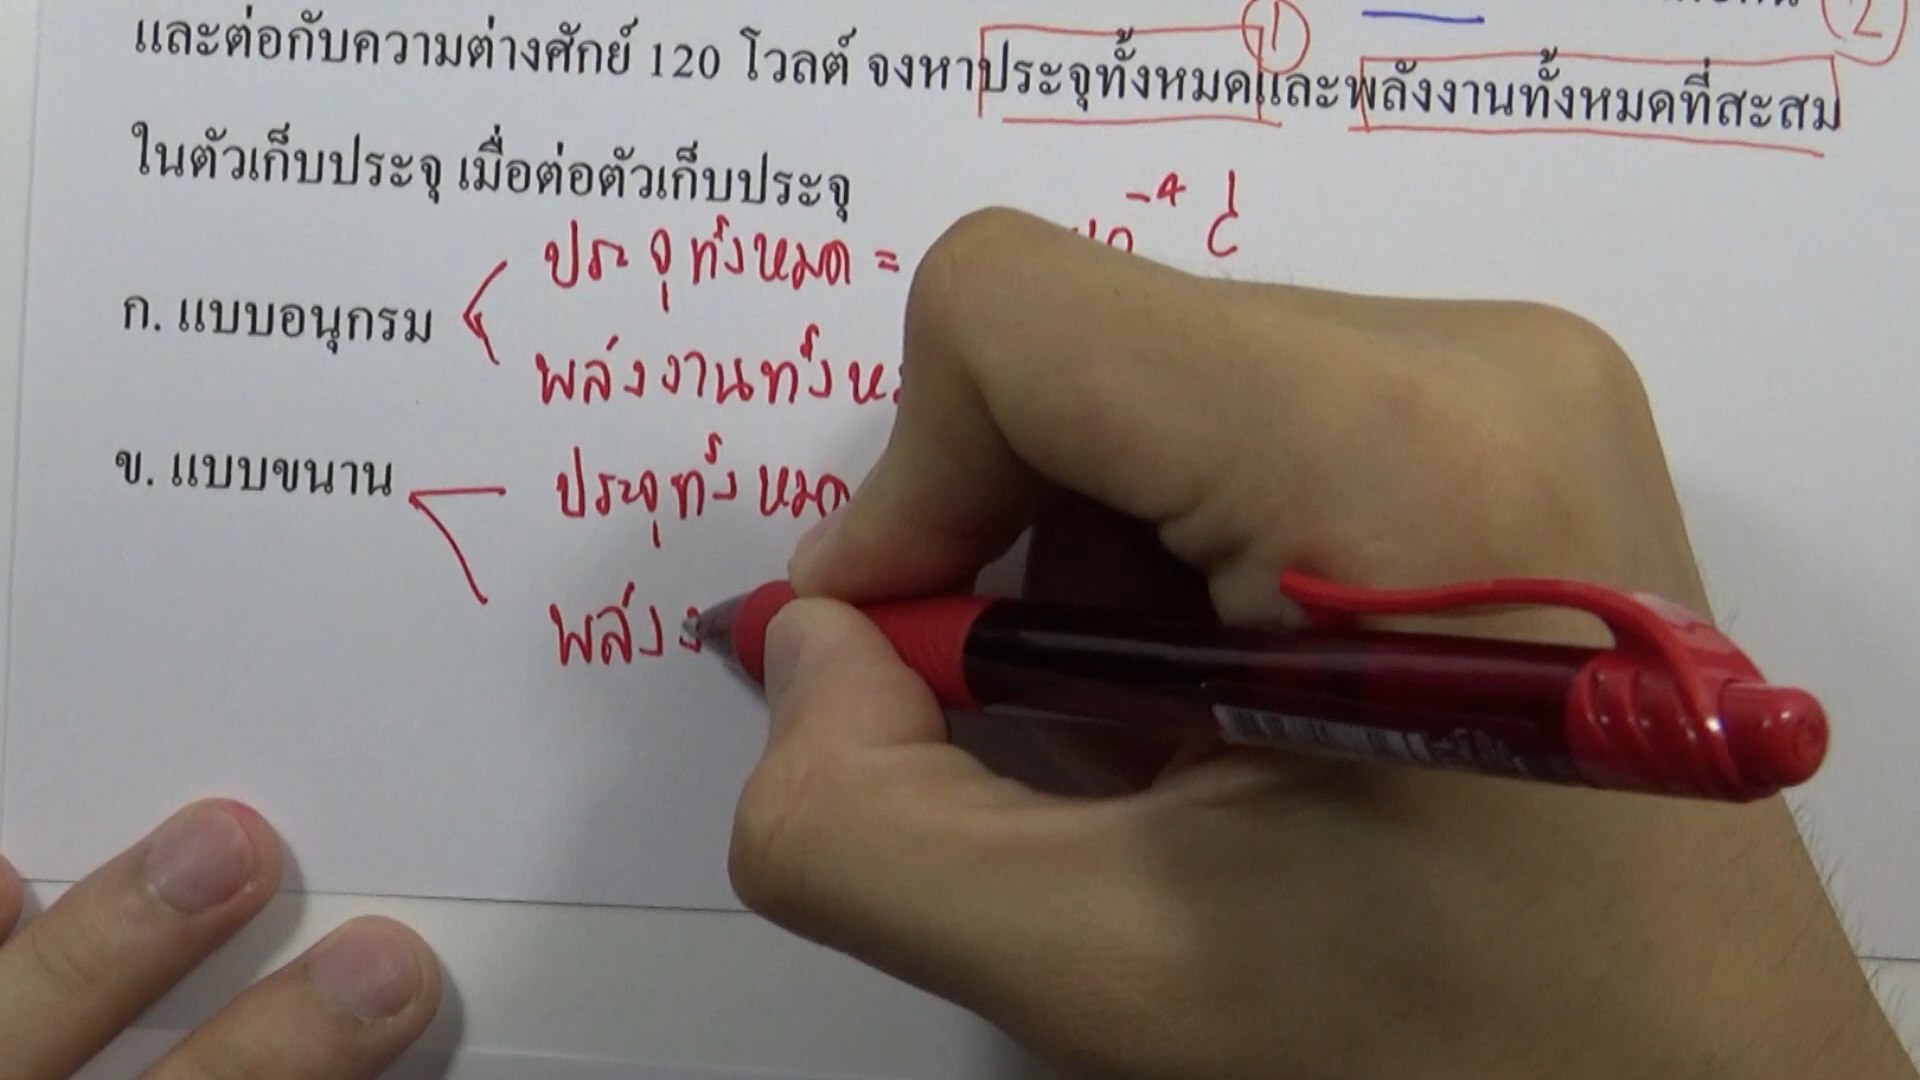 และต่อกับความต่างศักย์ 120 โวลต์ จงหาประจุทั้งหมดและพลังงานทั้งหมดที่สะสม
ในตัวเก็บประจุ เมื่อต่อตัวเก็บประจุ
ก. แบบอนุกรม
ประจุทั้งหมด = -4 C
พลังงานทั้งห
ข. แบบขนาน
ประจุทั้งหมด
พลังง
1
2